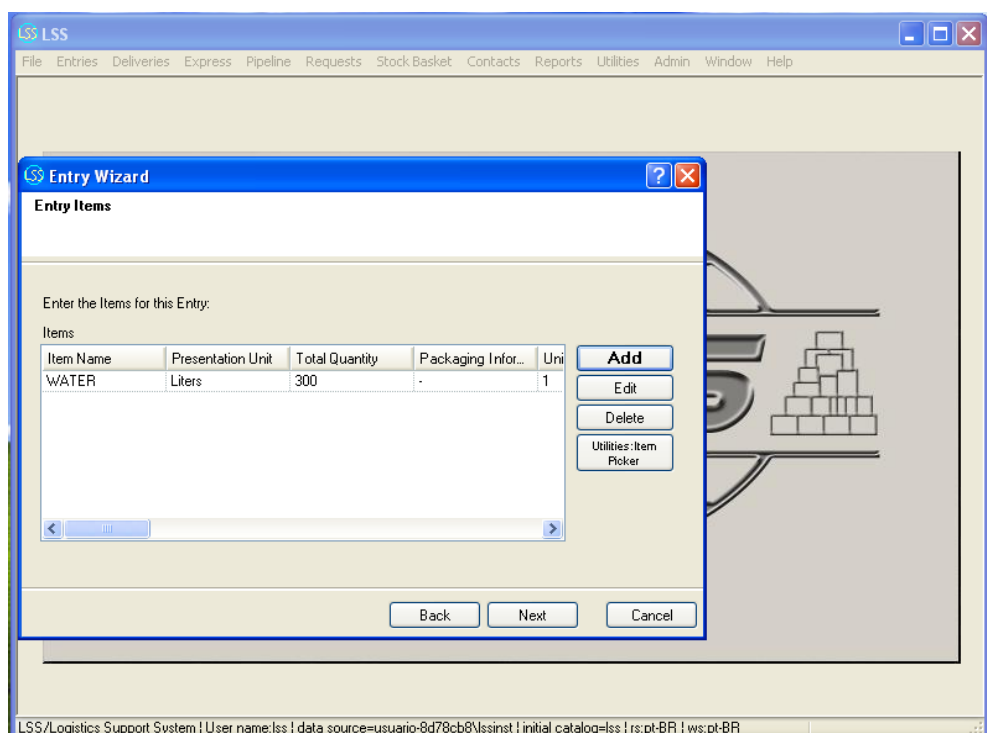 LSS LSS
File Entries Deliveries Express Pipeline Requests Stock Basket Contacts Reports Utilities Admin Window Help
LSS Entry Wizard
Entry Items
Enter the Items for this Entry:
Items
Item Name Presentation Unit Total Quantity Packaging Infor... Uni
WATER Liters 300 - 1
Add
Edit
Delete
Utilities:Item
Picker
Back Next Cancel
LSS/Logistics Support System | User name:lss | data source=usuario-8d78cb8\lssinst | initial catalog=lss | rs:pt-BR | ws:pt-BR